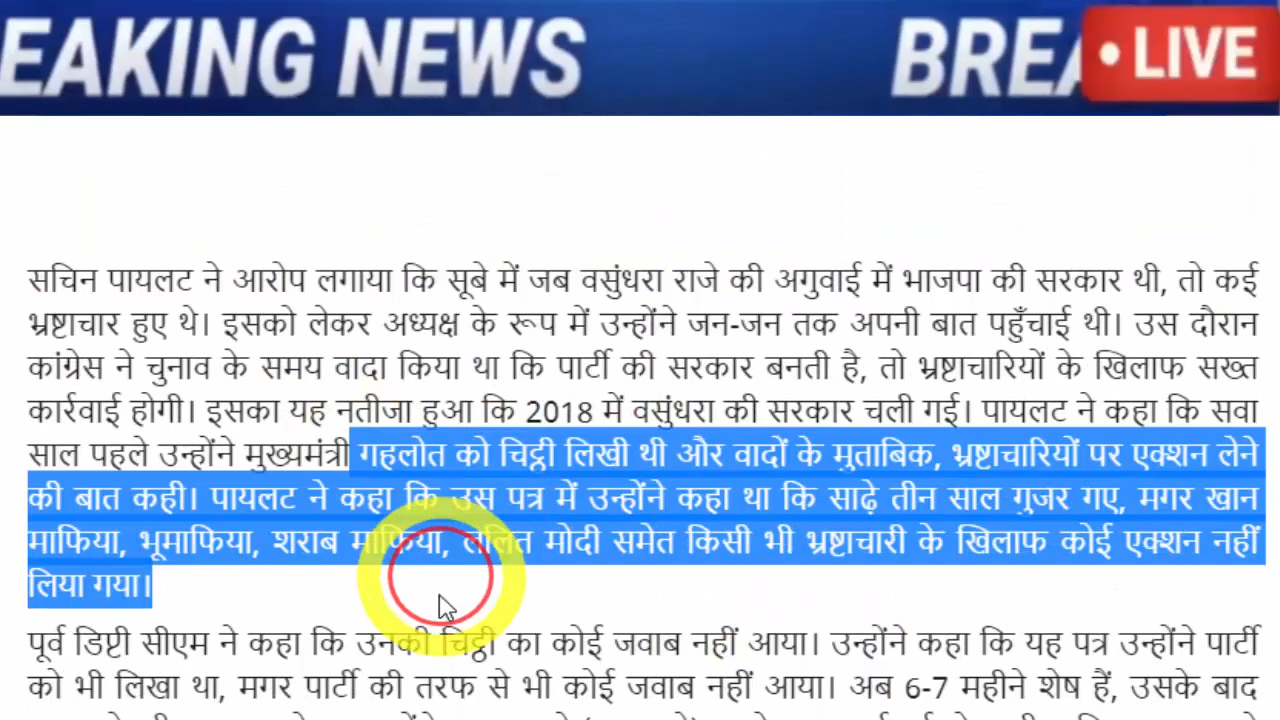 EAKING NEWS BREA LIVE
सचिन पायलट ने आरोप लगाया कि सूबे में जब वसुंधरा राजे की अगुवाई में भाजपा की सरकार थी, तो कई
भ्रष्टाचार हुए थे। इसको लेकर अध्यक्ष के रूप में उन्होंने जन-जन तक अपनी बात पहुँचाई थी। उस दौरान
कांग्रेस ने चुनाव के समय वादा किया था कि पार्टी की सरकार बनती है, तो भ्रष्टाचारियों के खिलाफ सख्त
कार्रवाई होगी। इसका यह नतीजा हुआ कि 2018 में वसुंधरा की सरकार चली गई। पायलट ने कहा कि सवा
साल पहले उन्होंने मुख्यमंत्री गहलोत को चिट्ठी लिखी थी और वादों के मुताबिक, भ्रष्टाचारियों पर एक्शन लेने
की बात कही। पायलट ने कहा कि उस पत्र में उन्होंने कहा था कि साढ़े तीन साल गुजर गए, मगर खान
माफिया, भूमाफिया, शराब माफिया, ललित मोदी समेत किसी भी भ्रष्टाचारी के खिलाफ कोई एक्शन नहीं
लिया गया।
पूर्व डिप्टी सीएम ने कहा कि उनकी चिट्ठी का कोई जवाब नहीं आया। उन्होंने कहा कि यह पत्र उन्होंने पार्टी
को भी लिखा था, मगर पार्टी की तरफ से भी कोई जवाब नहीं आया। अब 6-7 महीने शेष हैं, उसके बाद